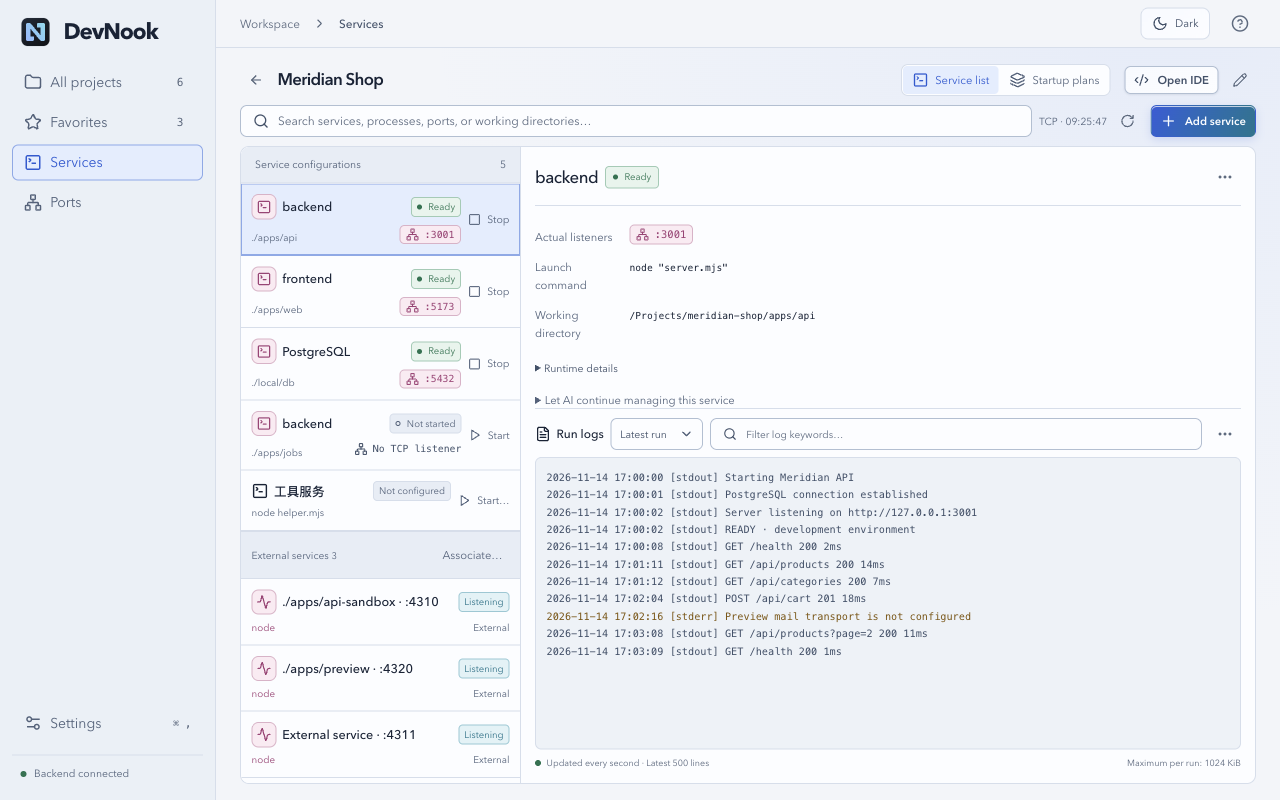 DevNook
All projects 6
Favorites 3
Services
Ports
Settings ⌘ ,
Backend connected
Workspace > Services
Dark
Meridian Shop
Service list
Startup plans
Open IDE
Search services, processes, ports, or working directories…
TCP · 09:25:47
Add service
Service configurations 5
backend Ready
Stop
./apps/api :3001
frontend Ready
Stop
./apps/web :5173
PostgreSQL Ready
Stop
./local/db :5432
backend Not started
Start
./apps/jobs No TCP listener
工具服务 Not configured
Start…
node helper.mjs
External services 3 Associate…
./apps/api-sandbox · :4310 Listening
node External
./apps/preview · :4320 Listening
node External
External service · :4311 Listening
node External
backend Ready
Actual listeners :3001
Launch command
node "server.mjs"
Working directory
/Projects/meridian-shop/apps/api
Runtime details
Let AI continue managing this service
Run logs
Latest run
Filter log keywords…
2026-11-14 17:00:00 [stdout] Starting Meridian API
2026-11-14 17:00:01 [stdout] PostgreSQL connection established
2026-11-14 17:00:02 [stdout] Server listening on http://127.0.0.1:3001
2026-11-14 17:00:02 [stdout] READY · development environment
2026-11-14 17:00:08 [stdout] GET /health 200 2ms
2026-11-14 17:01:11 [stdout] GET /api/products 200 14ms
2026-11-14 17:01:12 [stdout] GET /api/categories 200 7ms
2026-11-14 17:02:04 [stdout] POST /api/cart 201 18ms
2026-11-14 17:02:16 [stderr] Preview mail transport is not configured
2026-11-14 17:03:08 [stdout] GET /api/products?page=2 200 11ms
2026-11-14 17:03:09 [stdout] GET /health 200 1ms
Updated every second · Latest 500 lines
Maximum per run: 1024 KiB